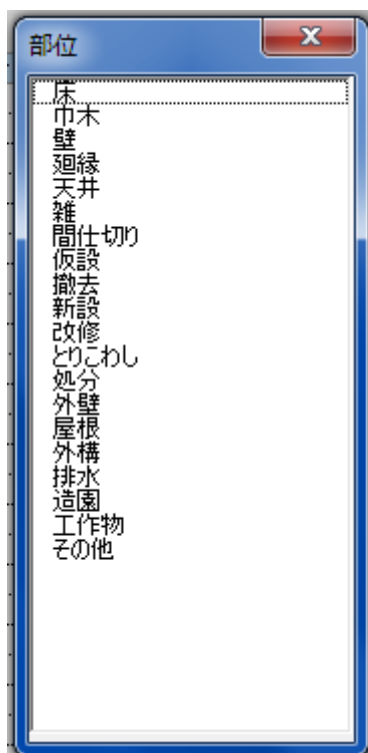 部位
床
巾木
壁
廻縁
天井
雑
間仕切り
仮設
撤去
新設
改修
とりこわし
処分
外壁
屋根
外構
排水
造園
工作物
その他